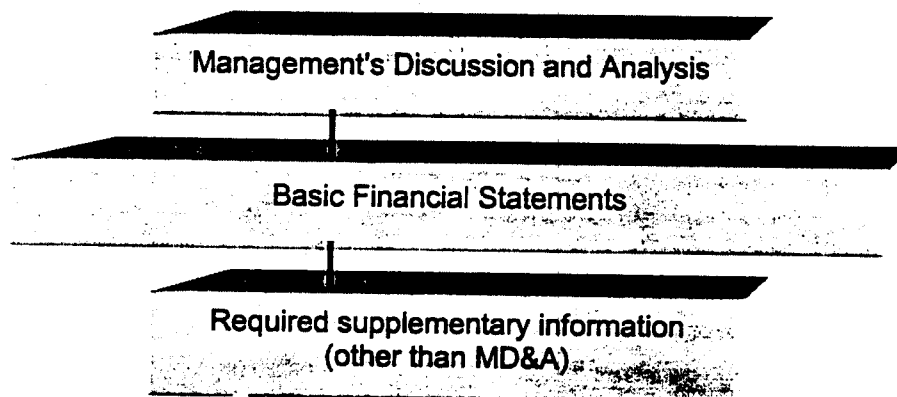 Management's Discussion and Analysis
Basic Financial Statements
Required supplementary information
(other than MD&A)